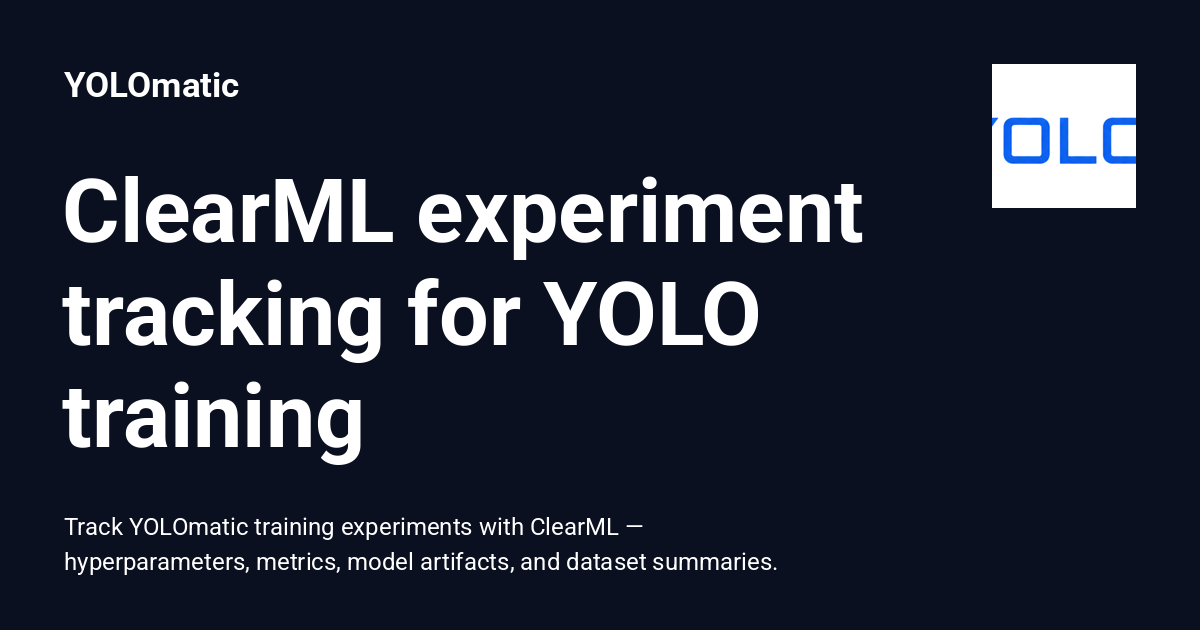 YOLOmatic
YOLO
ClearML experiment
tracking for YOLO
training
Track YOLOmatic training experiments with ClearML —
hyperparameters, metrics, model artifacts, and dataset summaries.